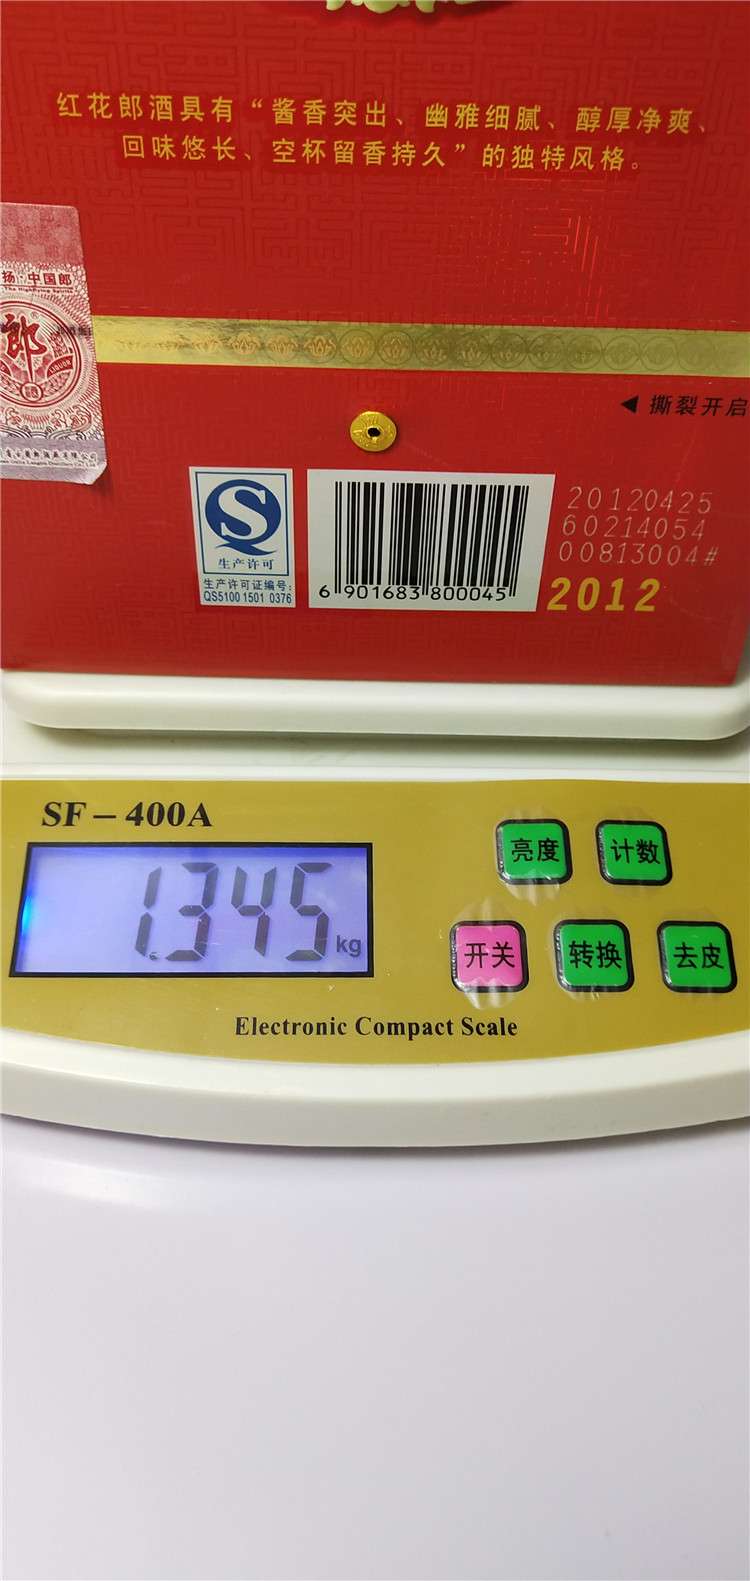 红花郎酒具有“酱香突出、幽雅细腻、醇厚净爽、
回味悠长、空杯留香持久”的独特风格。
扬·中国郎
The Highflying Spirits
郎
LIQUOR
◀ 撕裂开启
S
生产许可
生产许可证编号:
QS5100 1501 0376
6 901683 800045
20120425
60214054
00813004#
2012
SF-400A
1.345 kg
亮度
计数
开关
转换
去皮
Electronic Compact Scale